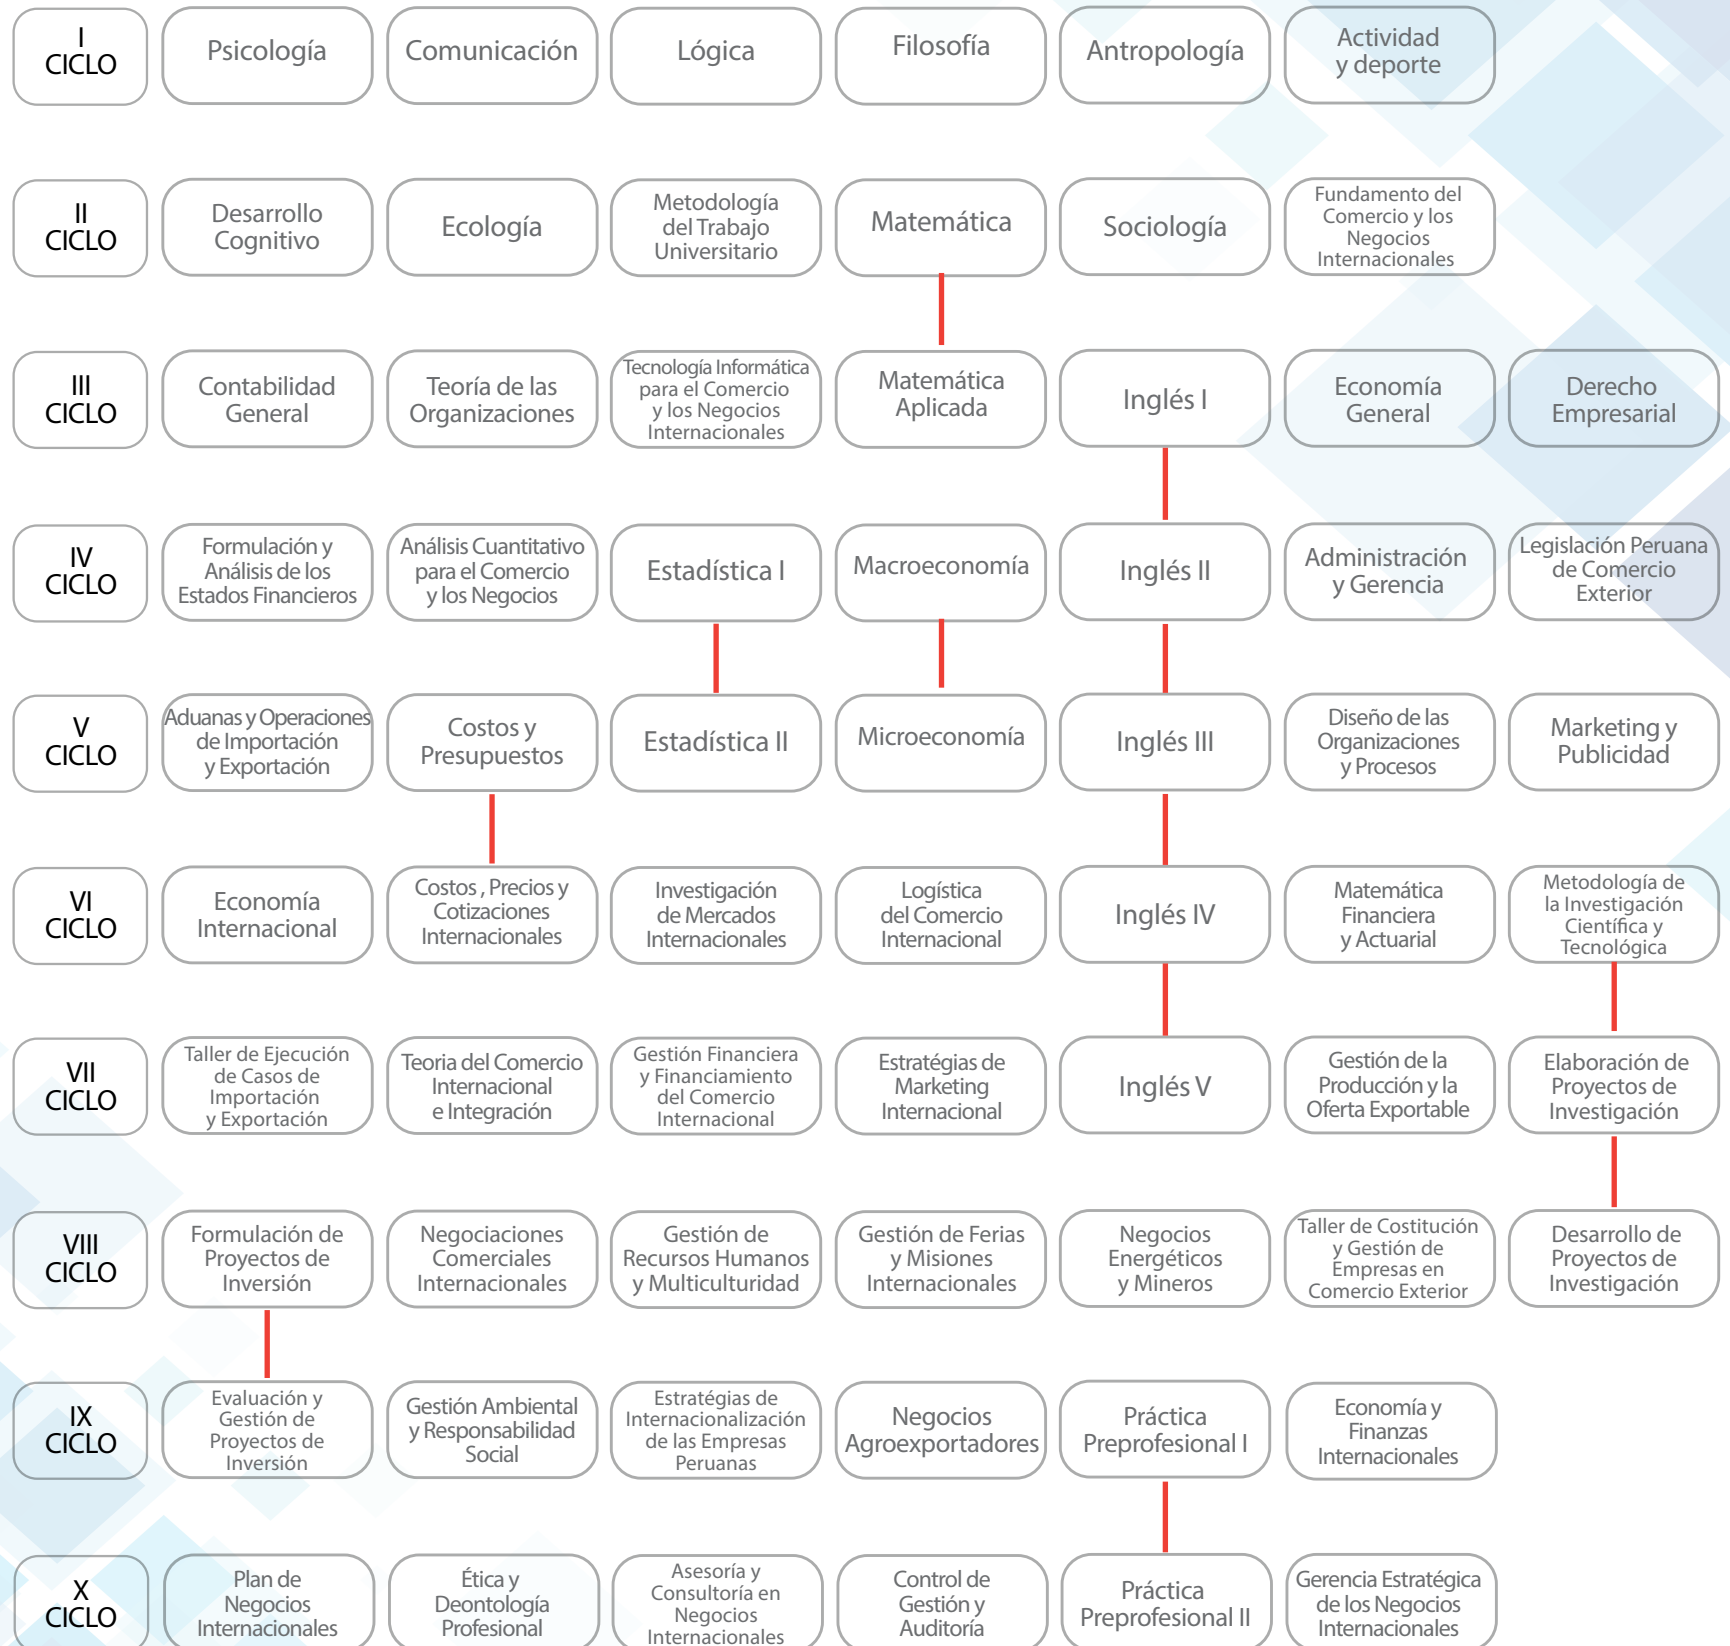 I
CICLO
Psicología
Comunicación
Lógica
Filosofía
Antropología
Actividad
y deporte
II
CICLO
Desarrollo
Cognitivo
Ecología
Metodología
del Trabajo
Universitario
Matemática
Sociología
Fundamento del
Comercio y los
Negocios
Internacionales
III
CICLO
Contabilidad
General
Teoría de las
Organizaciones
Tecnología Informática
para el Comercio
y los Negocios
Internacionales
Matemática
Aplicada
Inglés I
Economía
General
Derecho
Empresarial
IV
CICLO
Formulación y
Análisis de los
Estados Financieros
Análisis Cuantitativo
para el Comercio
y los Negocios
Estadística I
Macroeconomía
Inglés II
Administración
y Gerencia
Legislación Peruana
de Comercio
Exterior
V
CICLO
Aduanas y Operaciones
de Importación
y Exportación
Costos y
Presupuestos
Estadística II
Microeconomía
Inglés III
Diseño de las
Organizaciones
y Procesos
Marketing y
Publicidad
VI
CICLO
Economía
Internacional
Costos , Precios y
Cotizaciones
Internacionales
Investigación
de Mercados
Internacionales
Logística
del Comercio
Internacional
Inglés IV
Matemática
Financiera
y Actuarial
Metodología de
la Investigación
Científica y
Tecnológica
VII
CICLO
Taller de Ejecución
de Casos de
Importación
y Exportación
Teoria del Comercio
Internacional
e Integración
Gestión Financiera
y Financiamiento
del Comercio
Internacional
Estratégias de
Marketing
Internacional
Inglés V
Gestión de la
Producción y la
Oferta Exportable
Elaboración de
Proyectos de
Investigación
VIII
CICLO
Formulación de
Proyectos de
Inversión
Negociaciones
Comerciales
Internacionales
Gestión de
Recursos Humanos
y Multiculturidad
Gestión de Ferias
y Misiones
Internacionales
Negocios
Energéticos
y Mineros
Taller de Costitución
y Gestión de
Empresas en
Comercio Exterior
Desarrollo de
Proyectos de
Investigación
IX
CICLO
Evaluación y
Gestión de
Proyectos de
Inversión
Gestión Ambiental
y Responsabilidad
Social
Estratégias de
Internacionalización
de las Empresas
Peruanas
Negocios
Agroexportadores
Práctica
Preprofesional I
Economía y
Finanzas
Internacionales
X
CICLO
Plan de
Negocios
Internacionales
Ética y
Deontología
Profesional
Asesoría y
Consultoría en
Negocios
Internacionales
Control de
Gestión y
Auditoría
Práctica
Preprofesional II
Gerencia Estratégica
de los Negocios
Internacionales